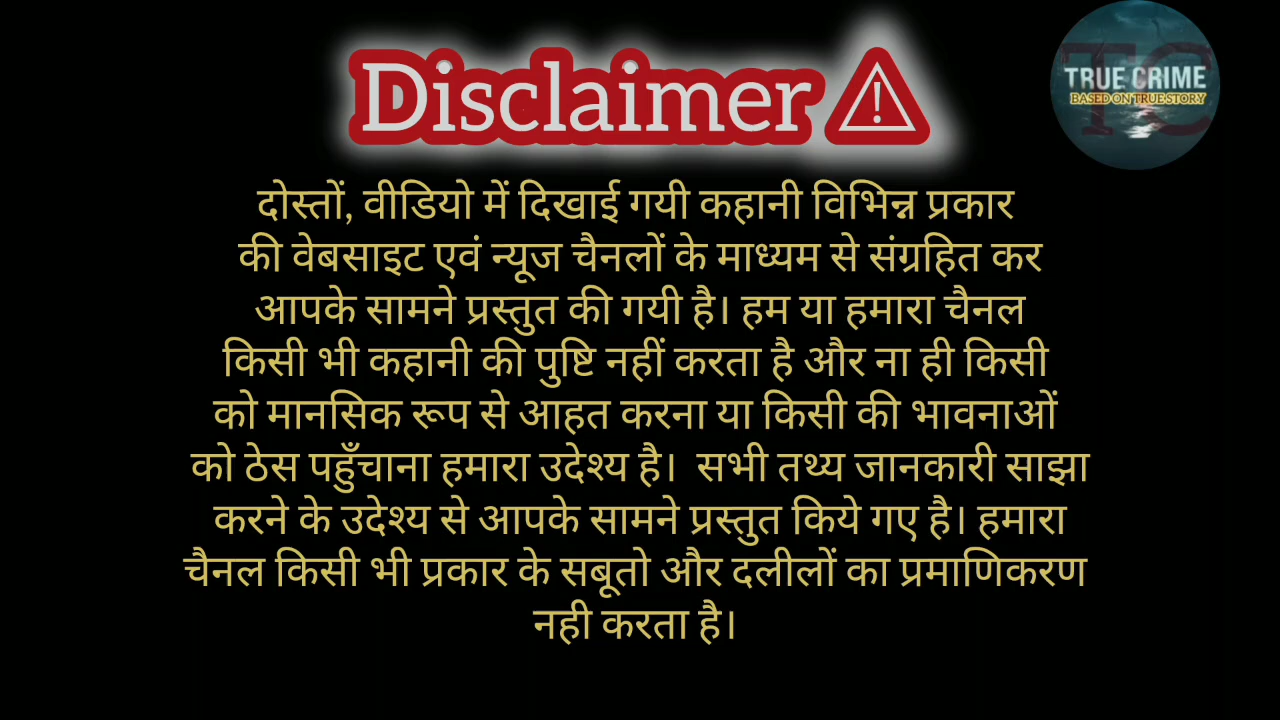 Disclaimer ⚠
TRUE CRIME
BASED ON TRUE STORY
TC
दोस्तों, वीडियो में दिखाई गयी कहानी विभिन्न प्रकार
की वेबसाइट एवं न्यूज चैनलों के माध्यम से संग्रहित कर
आपके सामने प्रस्तुत की गयी है। हम या हमारा चैनल
किसी भी कहानी की पुष्टि नहीं करता है और ना ही किसी
को मानसिक रूप से आहत करना या किसी की भावनाओं
को ठेस पहुँचाना हमारा उदेश्य है। सभी तथ्य जानकारी साझा
करने के उदेश्य से आपके सामने प्रस्तुत किये गए है। हमारा
चैनल किसी भी प्रकार के सबूतो और दलीलों का प्रमाणिकरण
नही करता है।